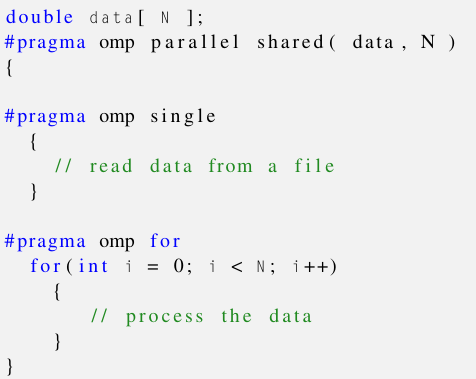 double data[ N ];
#pragma omp parallel shared( data, N )
{
#pragma omp single
{
// read data from a file
}
#pragma omp for
for(int i = 0; i < N; i++)
{
// process the data
}
}